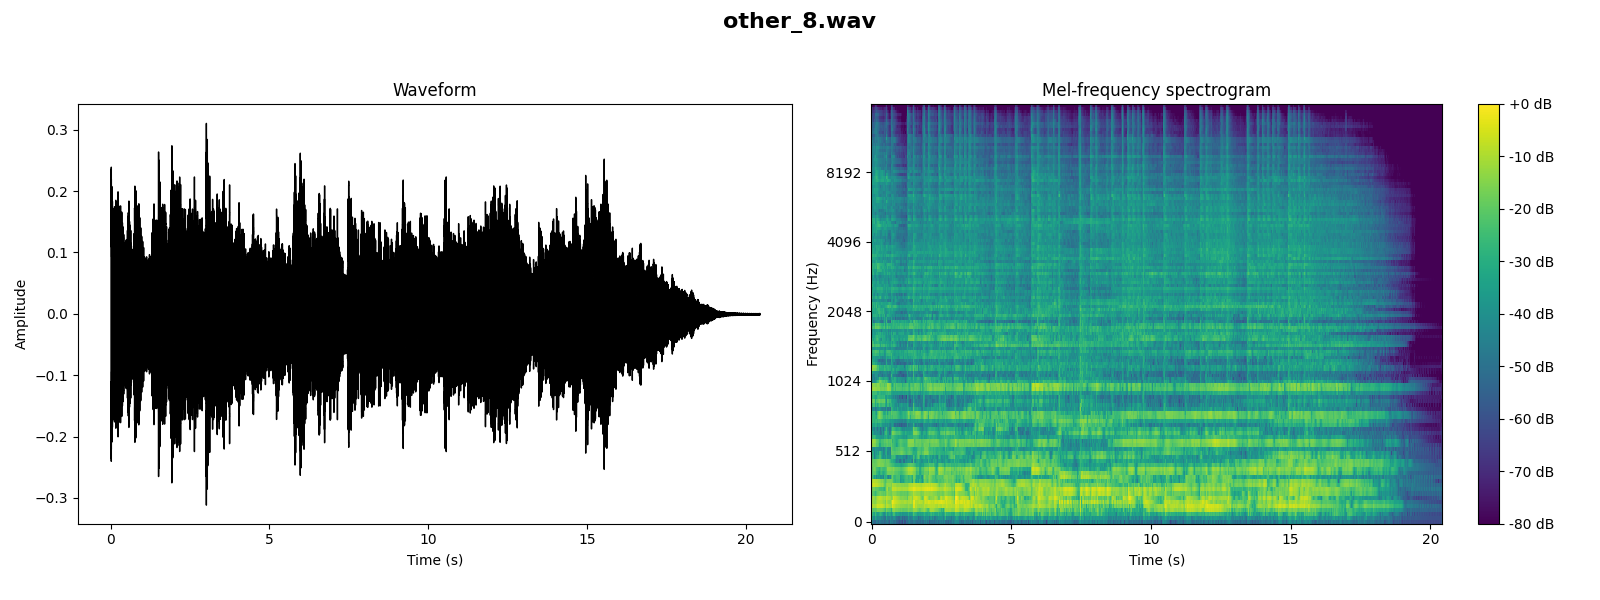 other_8.wav
Waveform
Amplitude
0.3
0.2
0.1
0.0
−0.1
−0.2
−0.3
0 5 10 15 20
Time (s)
Mel-frequency spectrogram
Frequency (Hz)
8192
4096
2048
1024
512
0
0 5 10 15 20
Time (s)
+0 dB
-10 dB
-20 dB
-30 dB
-40 dB
-50 dB
-60 dB
-70 dB
-80 dB